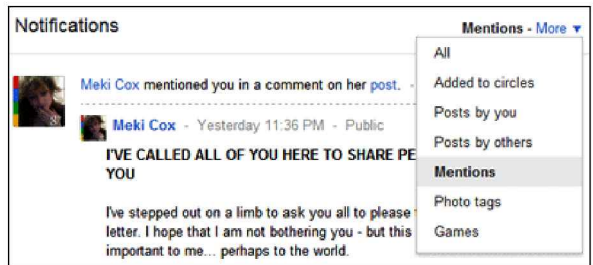 Notifications
Mentions - More ▼
All
Added to circles
Posts by you
Posts by others
Mentions
Photo tags
Games
Meki Cox mentioned you in a comment on her post. -
Meki Cox - Yesterday 11:36 PM - Public
I'VE CALLED ALL OF YOU HERE TO SHARE PE
YOU
I've stepped out on a limb to ask you all to please
letter. I hope that I am not bothering you - but this
important to me... perhaps to the world.